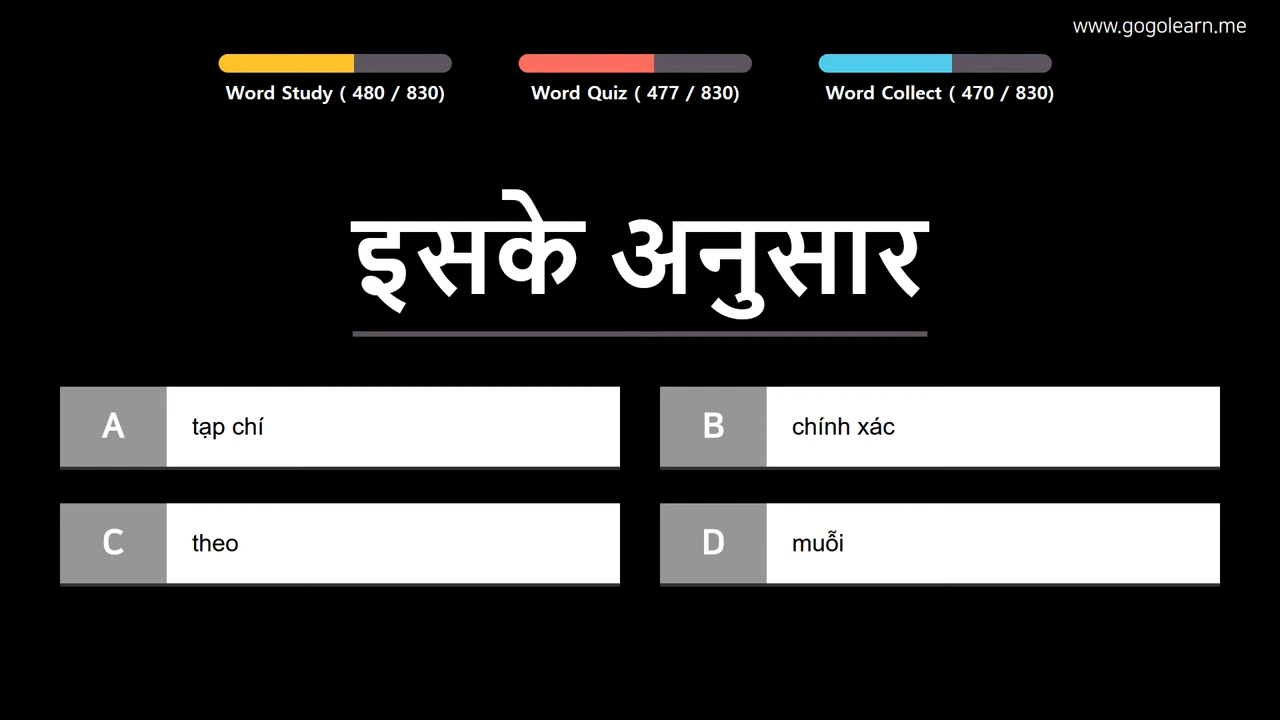 www.gogolearn.me
Word Study ( 480 / 830)
Word Quiz ( 477 / 830)
Word Collect ( 470 / 830)
इसके अनुसार
A tạp chí
B chính xác
C theo
D muỗi